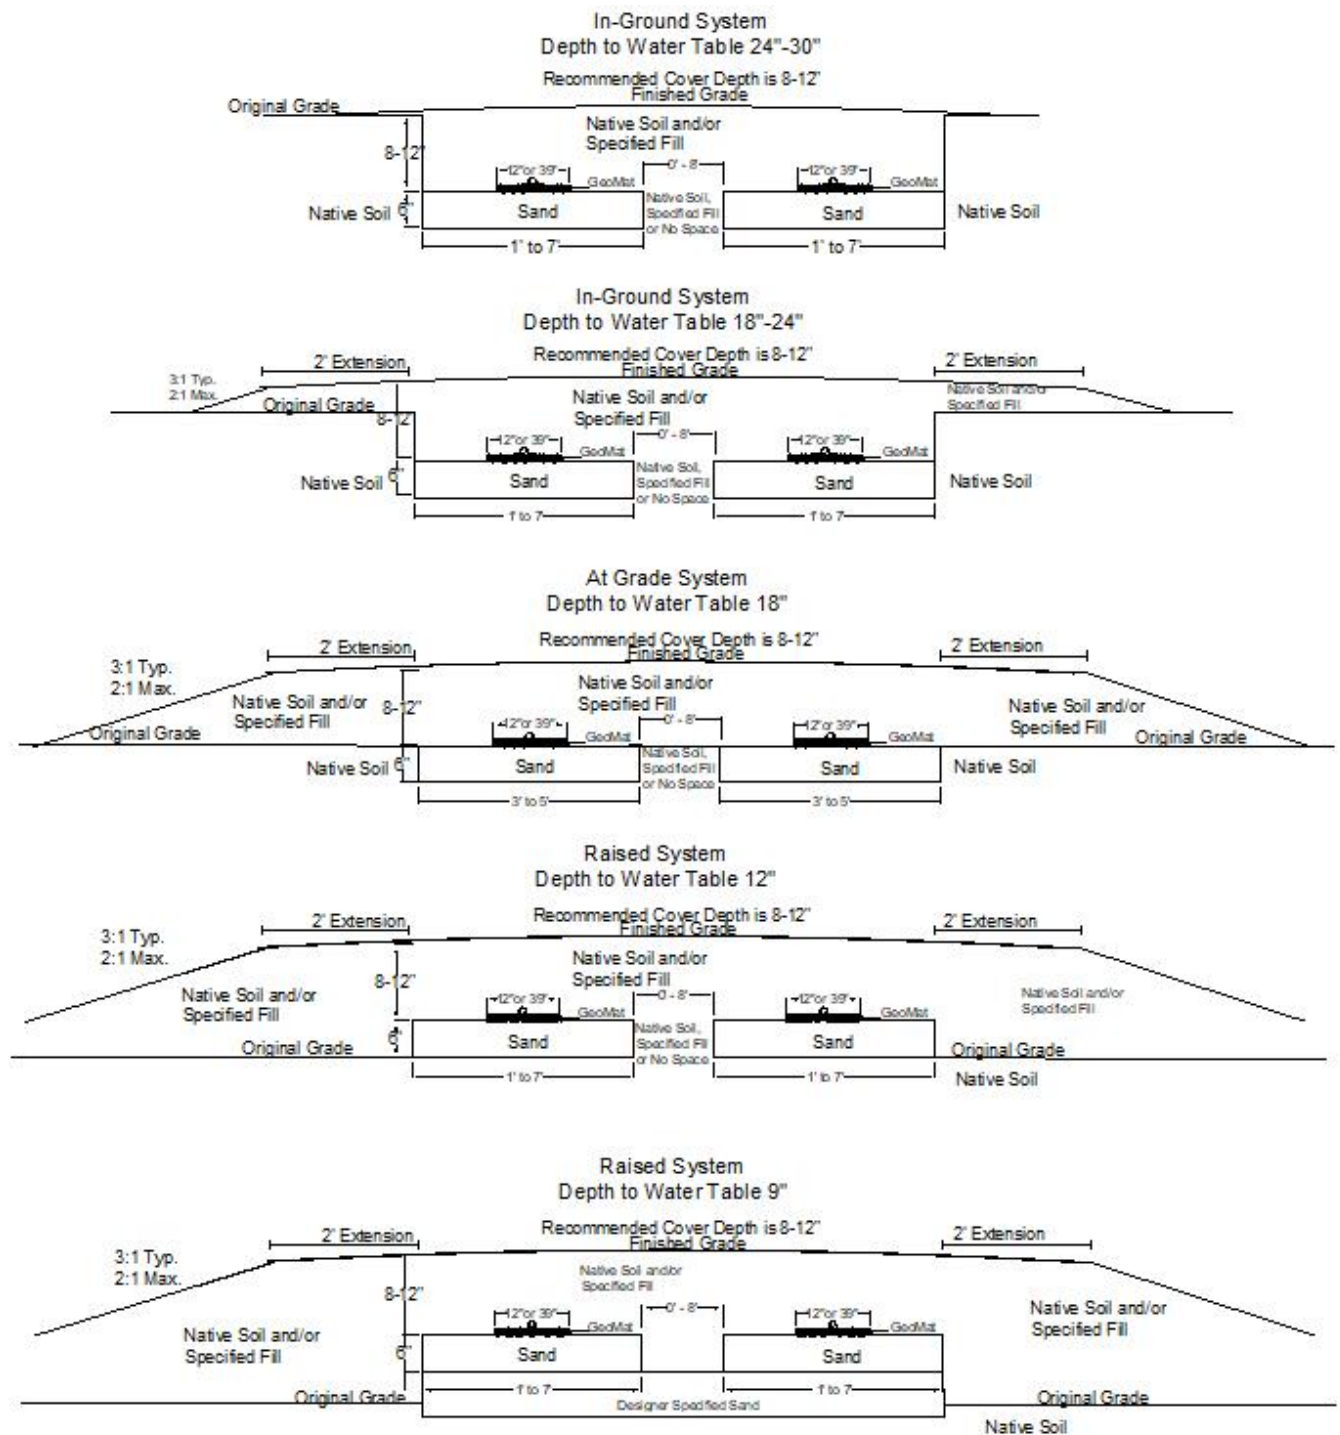 In-Ground System
Depth to Water Table 24"-30"
Recommended Cover Depth is 8-12"
Finished Grade
Original Grade
Native Soil and/or
Specified Fill
8-12"
12"or 39"
GeoMat
0' - 8'
12"or 39"
GeoMat
Native Soil
6"
Sand
Native Soil,
Specified Fill
or No Space
Sand
Native Soil
1' to 7'
1' to 7'
In-Ground System
Depth to Water Table 18"-24"
Recommended Cover Depth is 8-12"
Finished Grade
2' Extension
2' Extension
3:1 Typ.
2:1 Max.
Original Grade
Native Soil and/or
Specified Fill
Native Soil and/or
Specified Fill
8-12"
12"or 39"
GeoMat
0' - 8'
12"or 39"
GeoMat
Native Soil
6"
Sand
Native Soil,
Specified Fill
or No Space
Sand
Native Soil
1' to 7'
1' to 7'
At Grade System
Depth to Water Table 18"
Recommended Cover Depth is 8-12"
Finished Grade
2' Extension
2' Extension
3:1 Typ.
2:1 Max.
Native Soil and/or
Specified Fill
8-12"
Native Soil and/or
Specified Fill
Native Soil and/or
Specified Fill
Original Grade
12"or 39"
GeoMat
0' - 8'
12"or 39"
GeoMat
Original Grade
Native Soil
6"
Sand
Native Soil,
Specified Fill
or No Space
Sand
Native Soil
3' to 5'
3' to 5'
Raised System
Depth to Water Table 12"
Recommended Cover Depth is 8-12"
Finished Grade
2' Extension
2' Extension
3:1 Typ.
2:1 Max.
Native Soil and/or
Specified Fill
8-12"
Native Soil and/or
Specified Fill
Native Soil and/or
Specified Fill
12"or 39"
GeoMat
0' - 8'
12"or 39"
GeoMat
Original Grade
6"
Sand
Native Soil,
Specified Fill
or No Space
Sand
Original Grade
1' to 7'
1' to 7'
Native Soil
Raised System
Depth to Water Table 9"
Recommended Cover Depth is 8-12"
Finished Grade
2' Extension
2' Extension
3:1 Typ.
2:1 Max.
Native Soil and/or
Specified Fill
8-12"
12"or 39"
GeoMat
0' - 8'
12"or 39"
GeoMat
Native Soil and/or
Specified Fill
Native Soil and/or
Specified Fill
6"
Sand
Sand
Original Grade
1' to 7'
1' to 7'
Original Grade
Designer Specified Sand
Native Soil